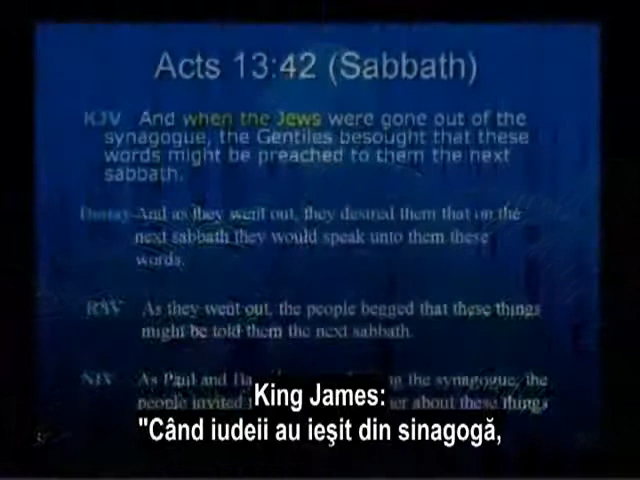 Acts 13:42 (Sabbath)
KJV And when the Jews were gone out of the
synagogue, the Gentiles besought that these
words might be preached to them the next
sabbath.
And as they went out, they desired them that on the
next sabbath they would speak unto them these
words.
RSV As they went out, the people begged that these things
might be told them the next sabbath.
NIV As Paul and the synagogue, the
people invited about these things
King James:
"Când iudeii au ieşit din sinagogă,